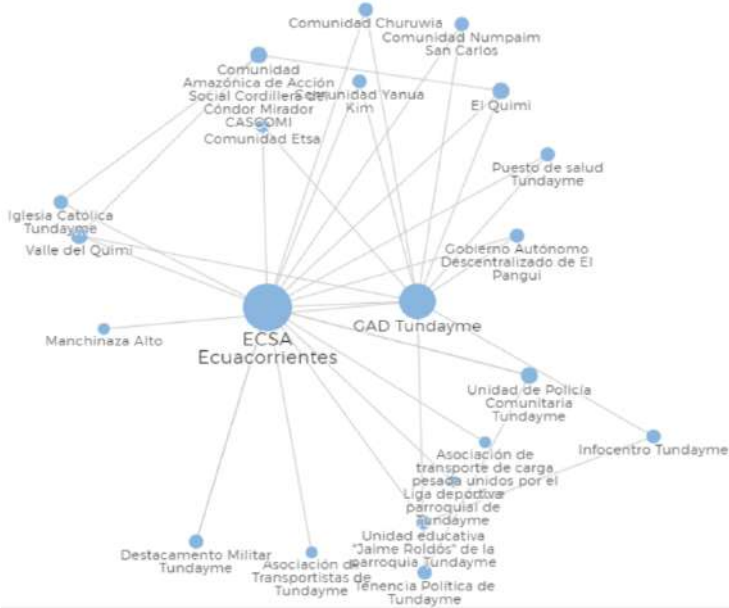 Comunidad Churuwia
Comunidad Numpaim
San Carlos
Comunidad
Amazónica de Acción
Social Cordillera del
Cóndor Mirador
CASCOMI
Comunidad Yanua
Kim
El Quimi
Comunidad Etsa
Puesto de salud
Tundayme
Iglesia Católica
Tundayme
Valle del Quimi
Gobierno Autónomo
Descentralizado de El
Pangui
GAD Tundayme
ECSA
Ecuacorrientes
Manchinaza Alto
Unidad de Policía
Comunitaria
Tundayme
Infocentro Tundayme
Asociación de
transporte de carga
pesada unidos por el
Liga deportiva
parroquial de
Tundayme
Unidad educativa
"Jaime Roldós" de la
parroquia Tundayme
Destacamento Militar
Tundayme
Asociación de
Transportistas de
Tundayme
Tenencia Política de
Tundayme